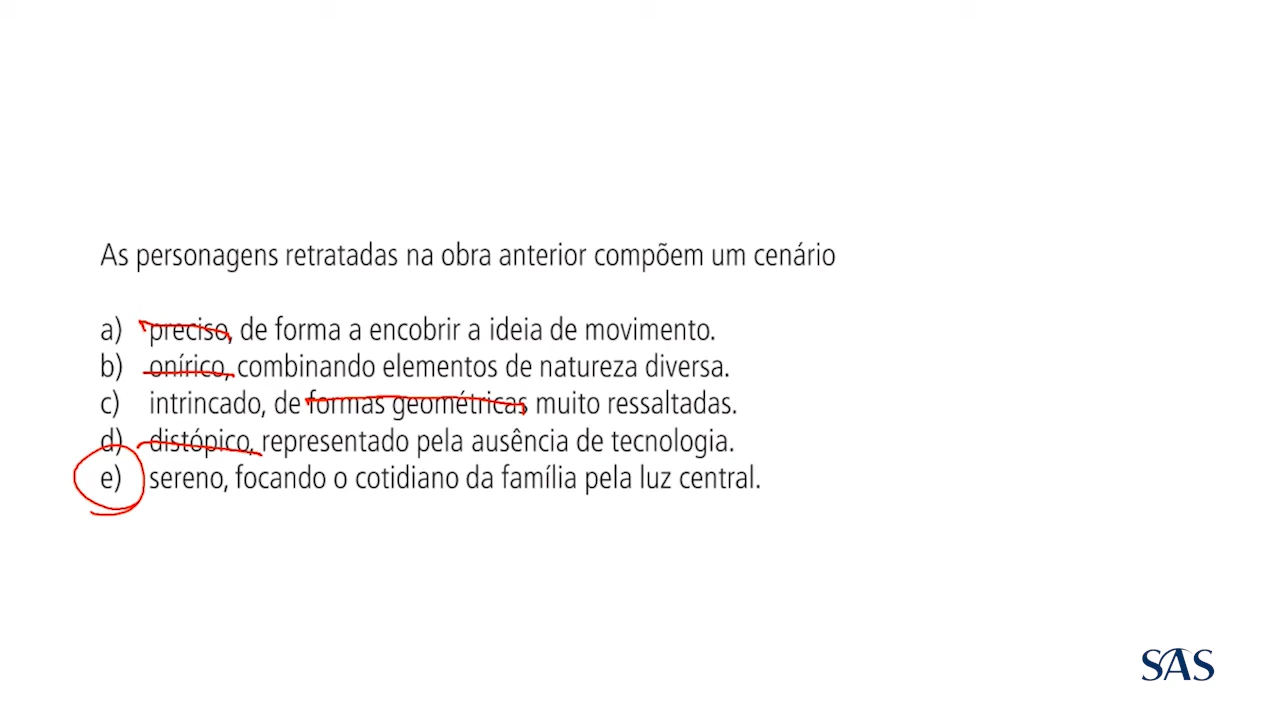 As personagens retratadas na obra anterior compõem um cenário
a) preciso, de forma a encobrir a ideia de movimento.
b) onírico, combinando elementos de natureza diversa.
c) intrincado, de formas geométricas muito ressaltadas.
d) distópico, representado pela ausência de tecnologia.
e) sereno, focando o cotidiano da família pela luz central.
SAS